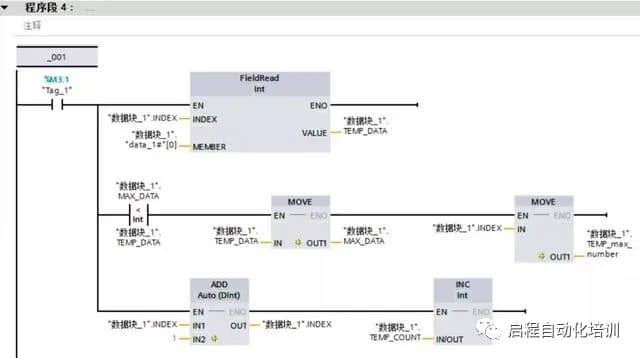 程序段 4： ....
注释
_001
%M3.1
"Tag_1"
FieldRead
Int
EN
ENO
"数据块_1".INDEX
INDEX
VALUE
"数据块_1".
TEMP_DATA
"数据块_1".
"data_1#"[0]
MEMBER
"数据块_1".
MAX_DATA
<
Int
"数据块_1".
TEMP_DATA
MOVE
EN
ENO
"数据块_1".
TEMP_DATA
IN
OUT1
"数据块_1".
MAX_DATA
MOVE
EN
ENO
"数据块_1".INDEX
IN
OUT1
"数据块_1".
TEMP_max_
number
ADD
Auto (Dint)
EN
ENO
"数据块_1".INDEX
IN1
OUT
"数据块_1".INDEX
1
IN2
INC
Int
EN
ENO
"数据块_1".
TEMP_COUNT
IN/OUT
启程自动化培训